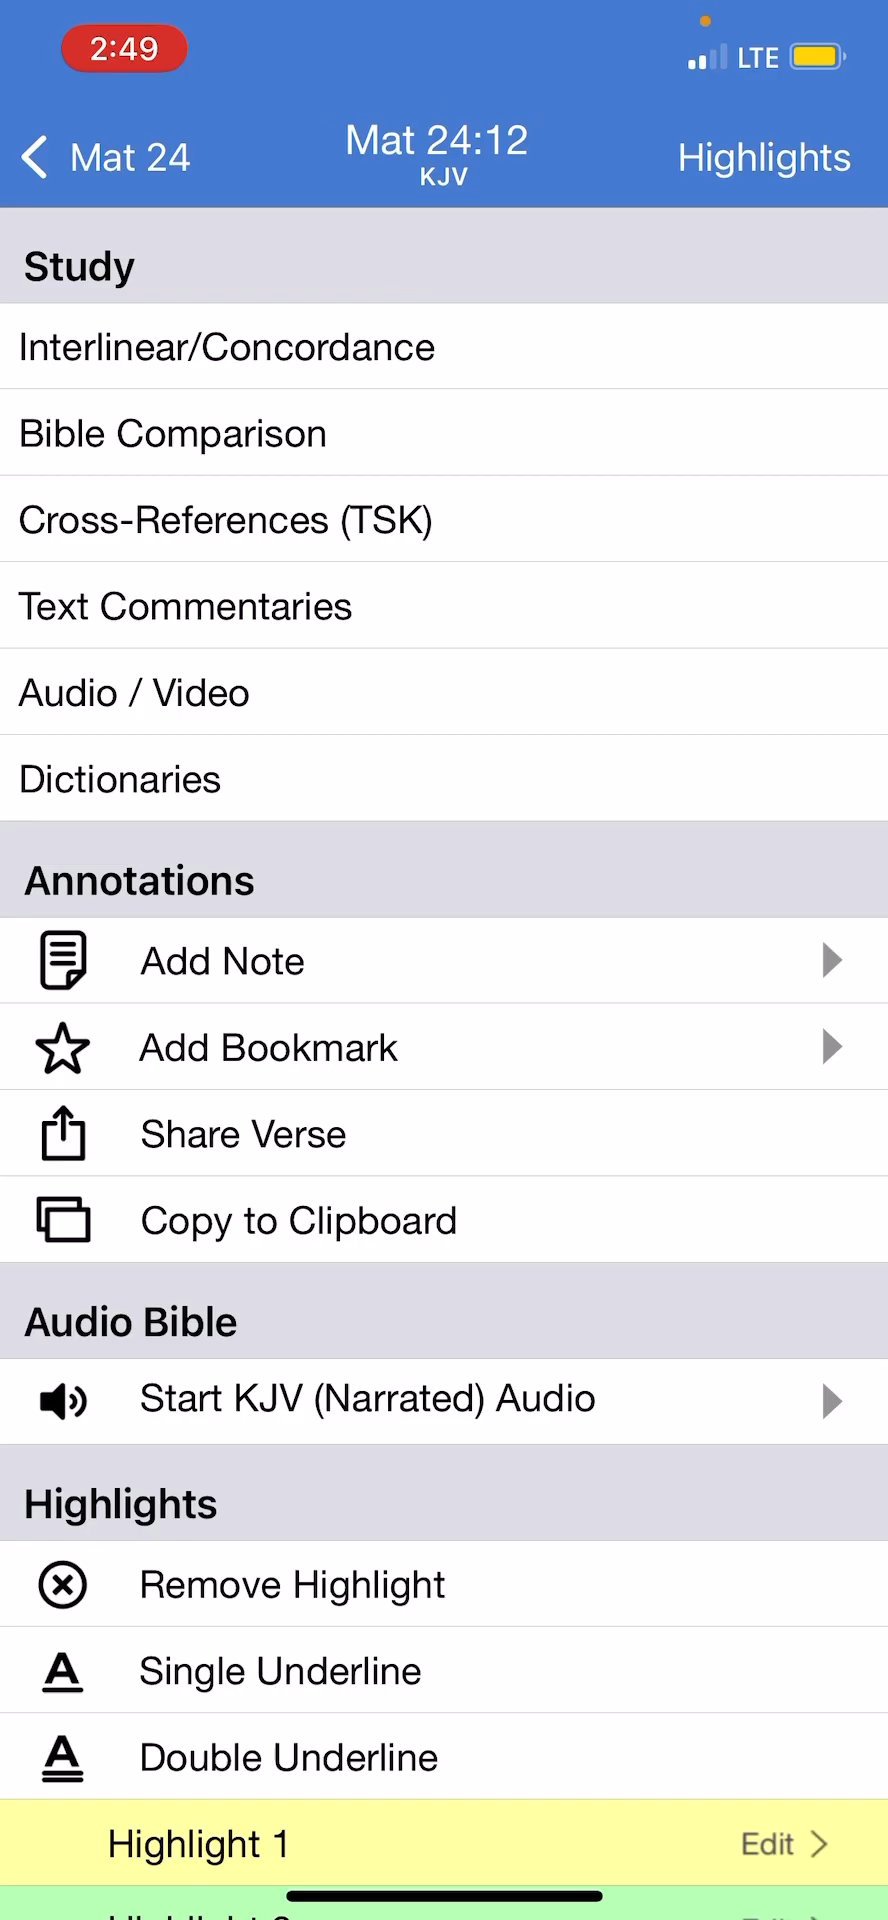 2:49
LTE
Mat 24
Mat 24:12
KJV
Highlights
Study
Interlinear/Concordance
Bible Comparison
Cross-References (TSK)
Text Commentaries
Audio / Video
Dictionaries
Annotations
Add Note
Add Bookmark
Share Verse
Copy to Clipboard
Audio Bible
Start KJV (Narrated) Audio
Highlights
Remove Highlight
A Single Underline
A Double Underline
Highlight 1 Edit